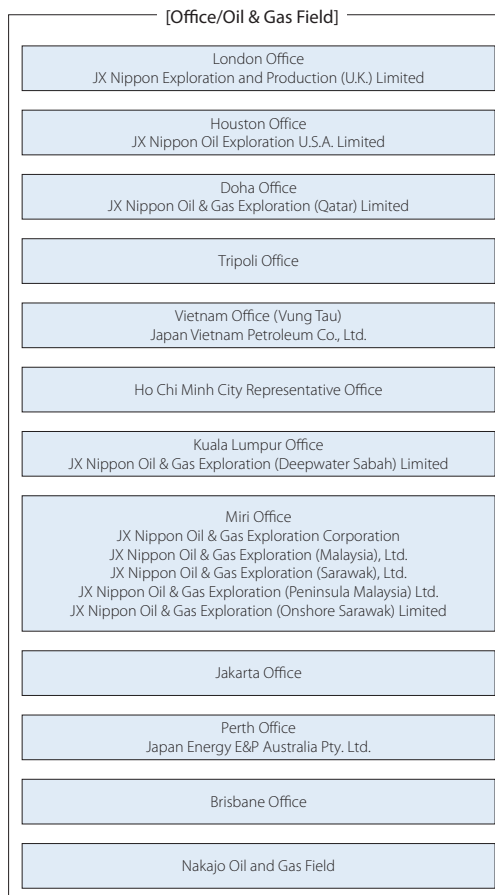 [Office/Oil & Gas Field]
London Office
JX Nippon Exploration and Production (U.K.) Limited
Houston Office
JX Nippon Oil Exploration U.S.A. Limited
Doha Office
JX Nippon Oil & Gas Exploration (Qatar) Limited
Tripoli Office
Vietnam Office (Vung Tau)
Japan Vietnam Petroleum Co., Ltd.
Ho Chi Minh City Representative Office
Kuala Lumpur Office
JX Nippon Oil & Gas Exploration (Deepwater Sabah) Limited
Miri Office
JX Nippon Oil & Gas Exploration Corporation
JX Nippon Oil & Gas Exploration (Malaysia), Ltd.
JX Nippon Oil & Gas Exploration (Sarawak), Ltd.
JX Nippon Oil & Gas Exploration (Peninsula Malaysia) Ltd.
JX Nippon Oil & Gas Exploration (Onshore Sarawak) Limited
Jakarta Office
Perth Office
Japan Energy E&P Australia Pty. Ltd.
Brisbane Office
Nakajo Oil and Gas Field